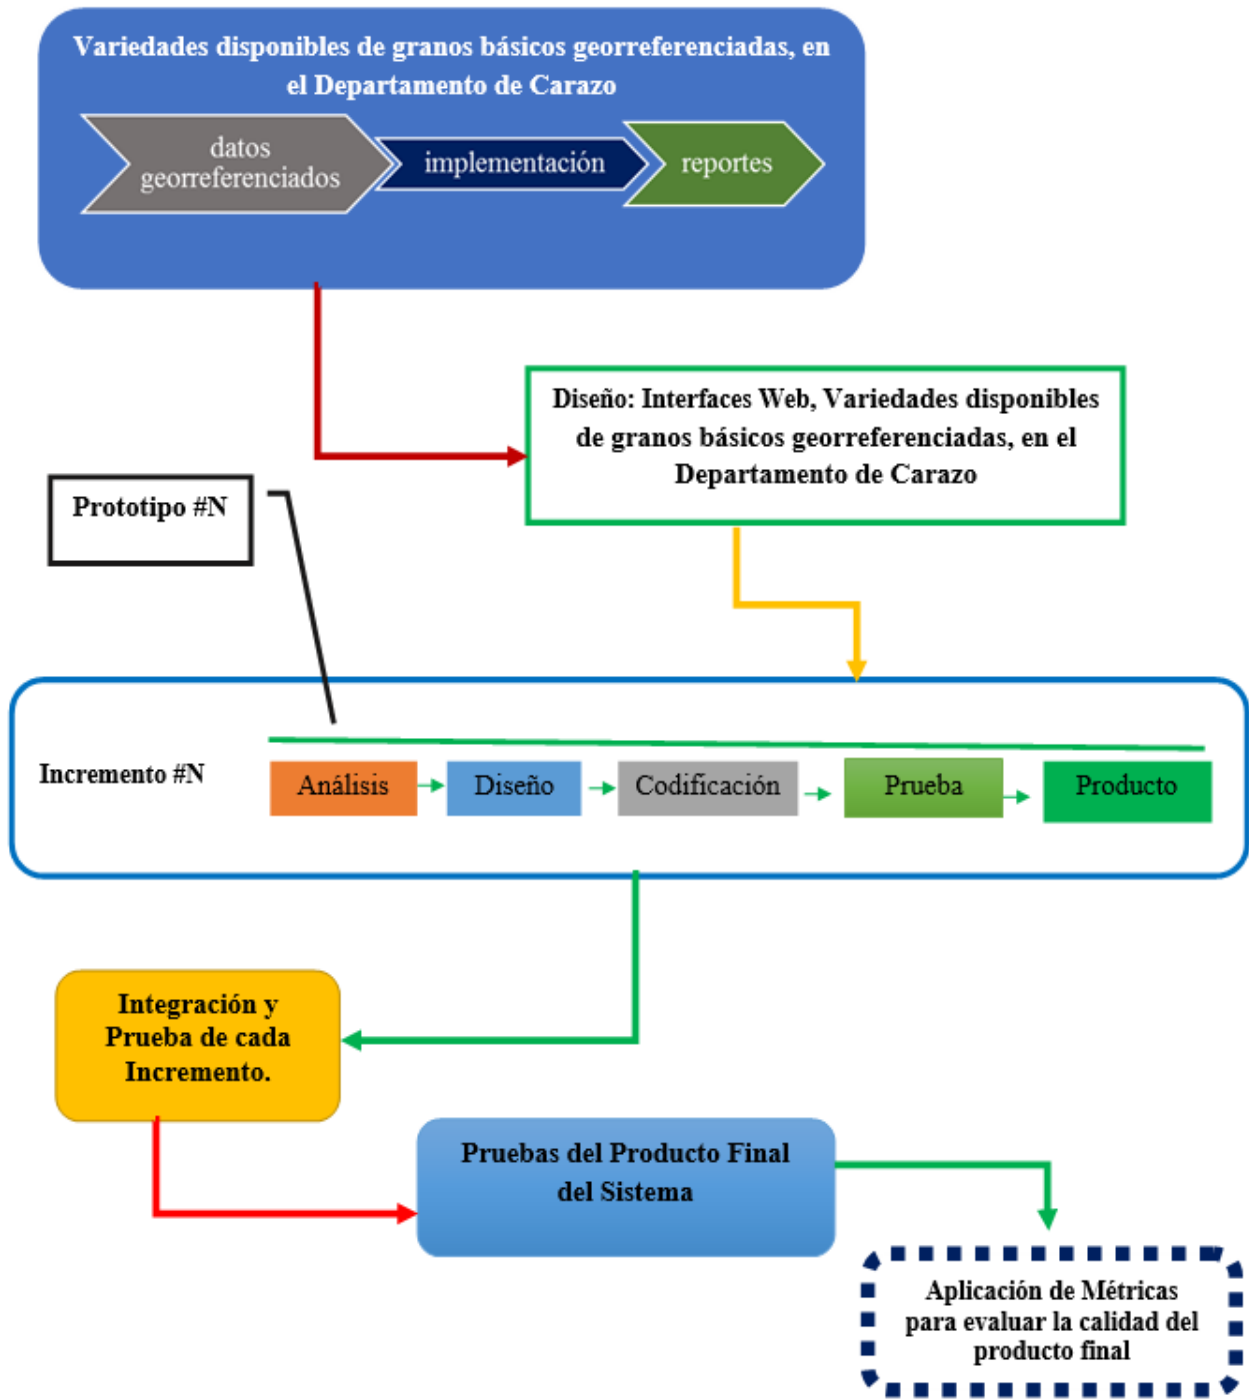 Variedades disponibles de granos básicos georreferenciadas, en
el Departamento de Carazo
datos
georreferenciados
implementación
reportes
Diseño: Interfaces Web, Variedades disponibles
de granos básicos georreferenciadas, en el
Departamento de Carazo
Prototipo #N
Incremento #N
Análisis
Diseño
Codificación
Prueba
Producto
Integración y
Prueba de cada
Incremento.
Pruebas del Producto Final
del Sistema
Aplicación de Métricas
para evaluar la calidad del
producto final